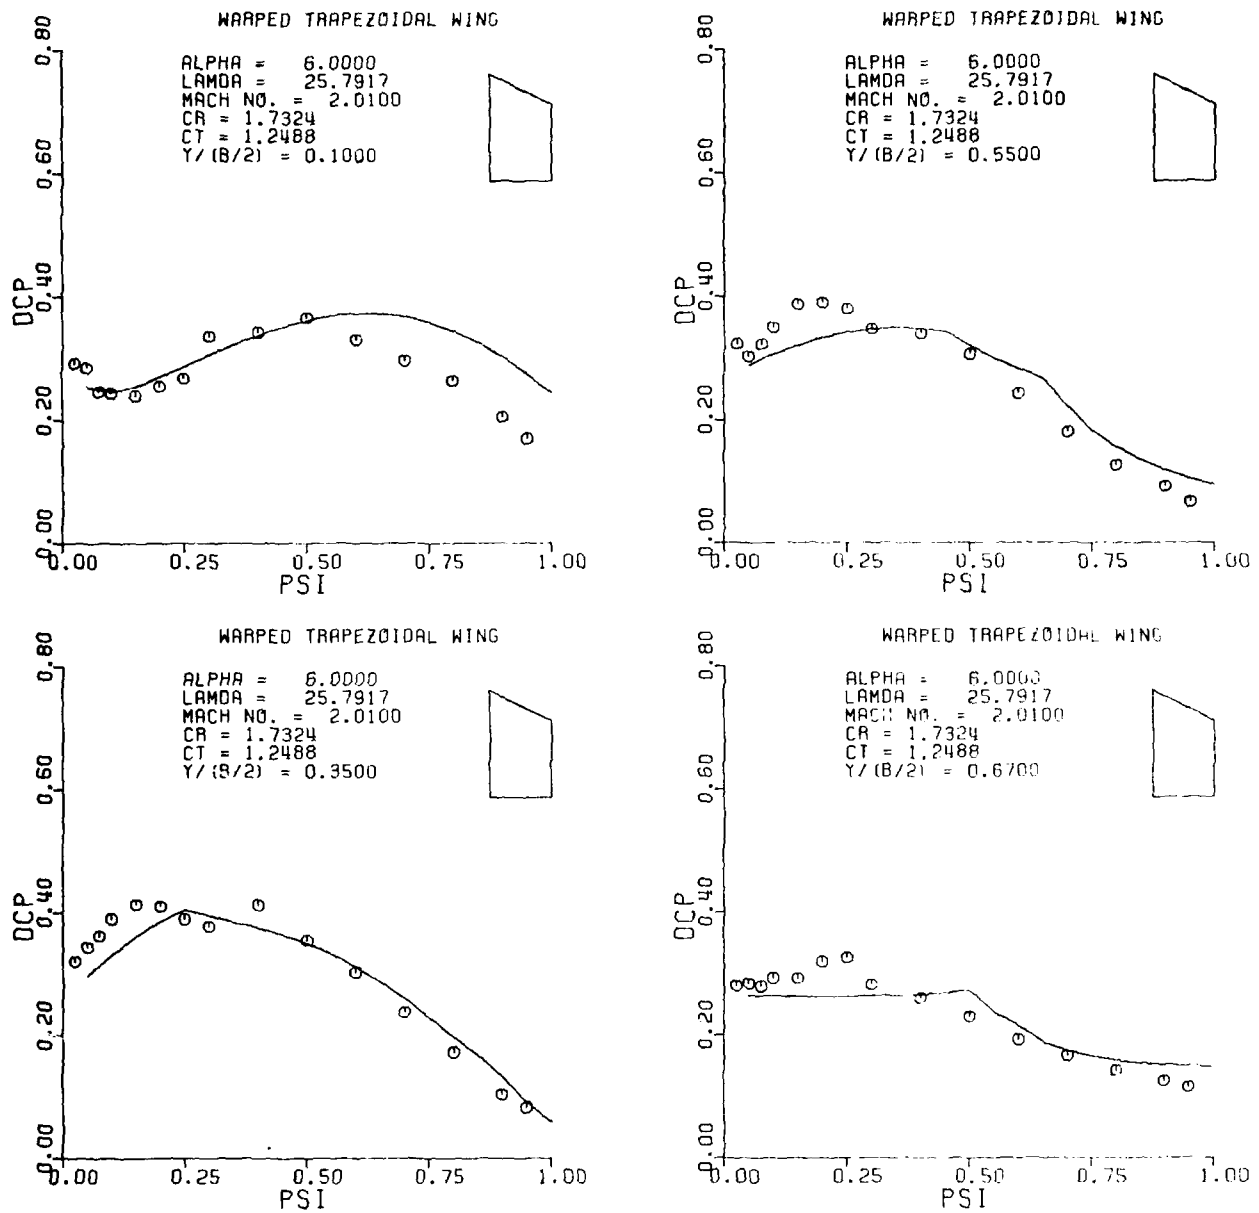 WARPED TRAPEZOIDAL WING
ALPHA = 6.0000
LAMDA = 25.7917
MACH NO. = 2.0100
CR = 1.7324
CT = 1.2488
Y/(B/2) = 0.1000
DCP
0.80
0.60
0.40
0.20
0.00
0.00 0.25 0.50 0.75 1.00
PSI
WARPED TRAPEZOIDAL WING
ALPHA = 6.0000
LAMDA = 25.7917
MACH NO. = 2.0100
CR = 1.7324
CT = 1.2488
Y/(B/2) = 0.5500
DCP
0.80
0.60
0.40
0.20
0.00
0.00 0.25 0.50 0.75 1.00
PSI
WARPED TRAPEZOIDAL WING
ALPHA = 6.0000
LAMDA = 25.7917
MACH NO. = 2.0100
CR = 1.7324
CT = 1.2488
Y/(B/2) = 0.3500
DCP
0.80
0.60
0.40
0.20
0.00
0.00 0.25 0.50 0.75 1.00
PSI
WARPED TRAPEZOIDAL WING
ALPHA = 6.0000
LAMDA = 25.7917
MACH NO. = 2.0100
CR = 1.7324
CT = 1.2488
Y/(B/2) = 0.6700
DCP
0.80
0.60
0.40
0.20
0.00
0.00 0.25 0.50 0.75 1.00
PSI